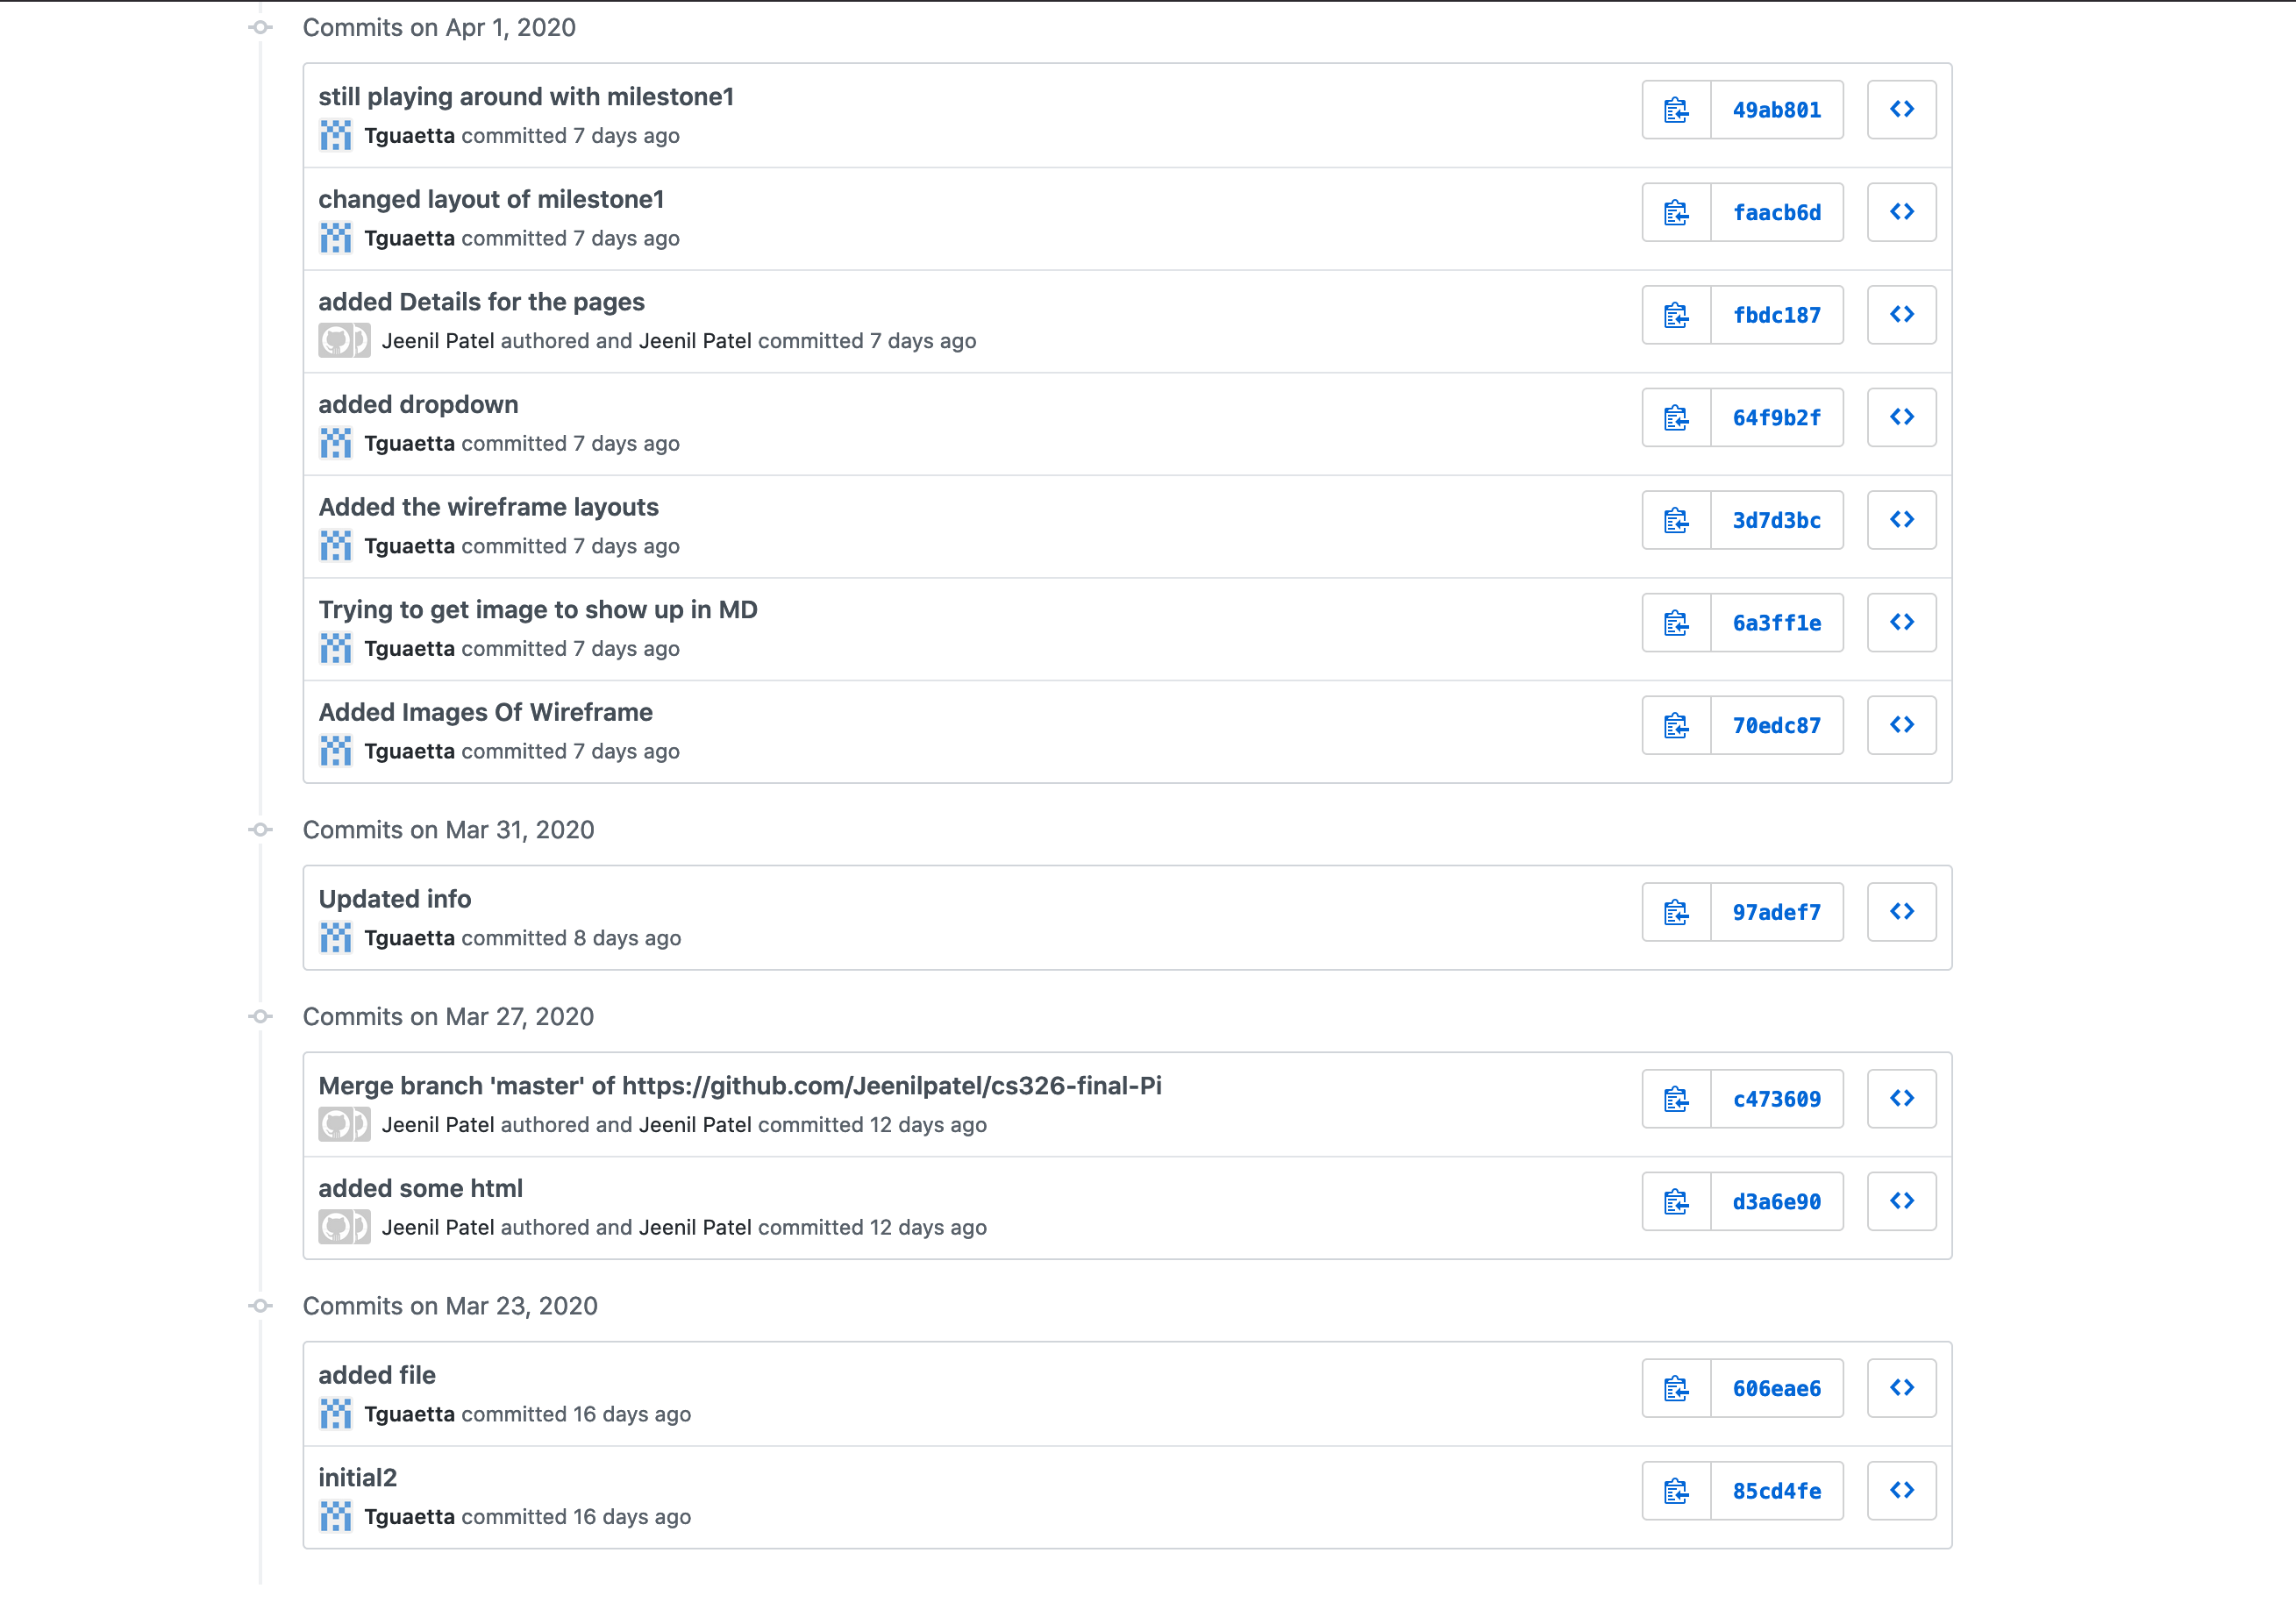 Commits on Apr 1, 2020
still playing around with milestone1
Tguaetta committed 7 days ago
49ab801
changed layout of milestone1
Tguaetta committed 7 days ago
faacb6d
added Details for the pages
Jeenil Patel authored and Jeenil Patel committed 7 days ago
fbdc187
added dropdown
Tguaetta committed 7 days ago
64f9b2f
Added the wireframe layouts
Tguaetta committed 7 days ago
3d7d3bc
Trying to get image to show up in MD
Tguaetta committed 7 days ago
6a3ff1e
Added Images Of Wireframe
Tguaetta committed 7 days ago
70edc87
Commits on Mar 31, 2020
Updated info
Tguaetta committed 8 days ago
97adef7
Commits on Mar 27, 2020
Merge branch 'master' of https://github.com/Jeenilpatel/cs326-final-Pi
Jeenil Patel authored and Jeenil Patel committed 12 days ago
c473609
added some html
Jeenil Patel authored and Jeenil Patel committed 12 days ago
d3a6e90
Commits on Mar 23, 2020
added file
Tguaetta committed 16 days ago
606eae6
initial2
Tguaetta committed 16 days ago
85cd4fe